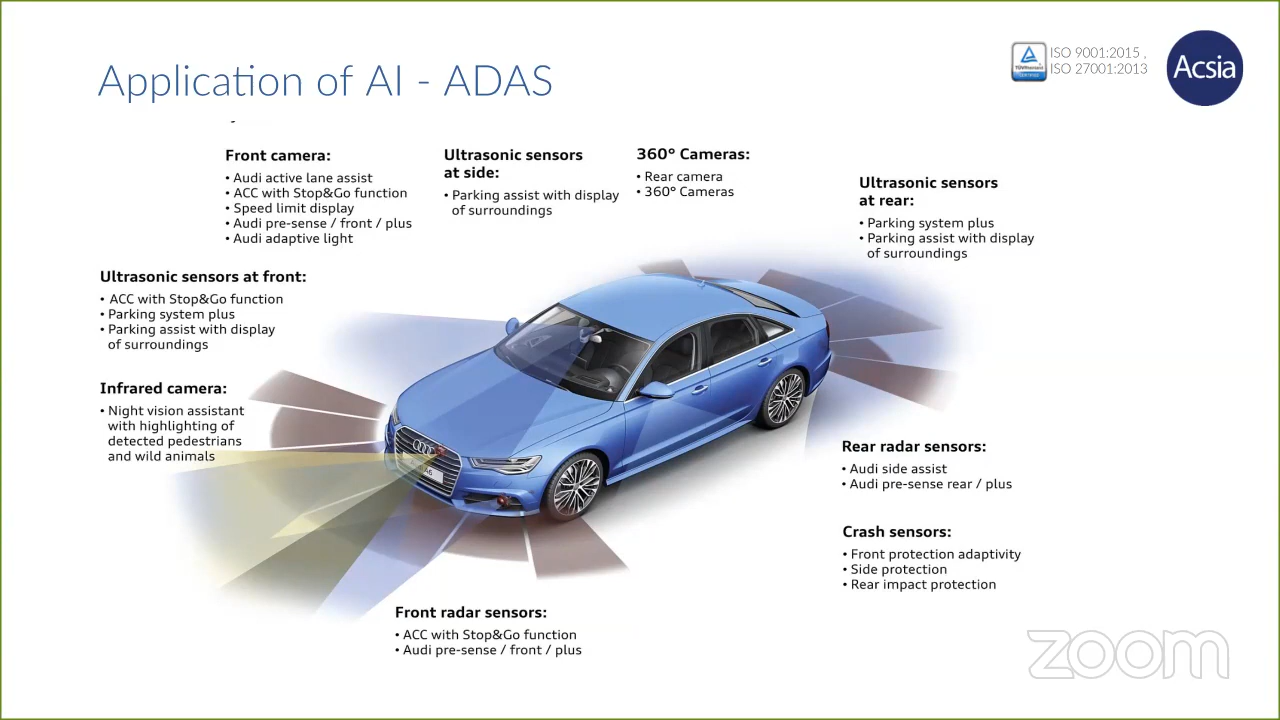 Application of AI - ADAS
ISO 9001:2015 ,
ISO 27001:2013
Acsia
Front camera:
• Audi active lane assist
• ACC with Stop&Go function
• Speed limit display
• Audi pre-sense / front / plus
• Audi adaptive light
Ultrasonic sensors
at side:
• Parking assist with display
of surroundings
360° Cameras:
• Rear camera
• 360° Cameras
Ultrasonic sensors
at rear:
• Parking system plus
• Parking assist with display
of surroundings
Ultrasonic sensors at front:
• ACC with Stop&Go function
• Parking system plus
• Parking assist with display
of surroundings
Infrared camera:
• Night vision assistant
with highlighting of
detected pedestrians
and wild animals
Rear radar sensors:
• Audi side assist
• Audi pre-sense rear / plus
Crash sensors:
• Front protection adaptivity
• Side protection
• Rear impact protection
Front radar sensors:
• ACC with Stop&Go function
• Audi pre-sense / front / plus
zoom